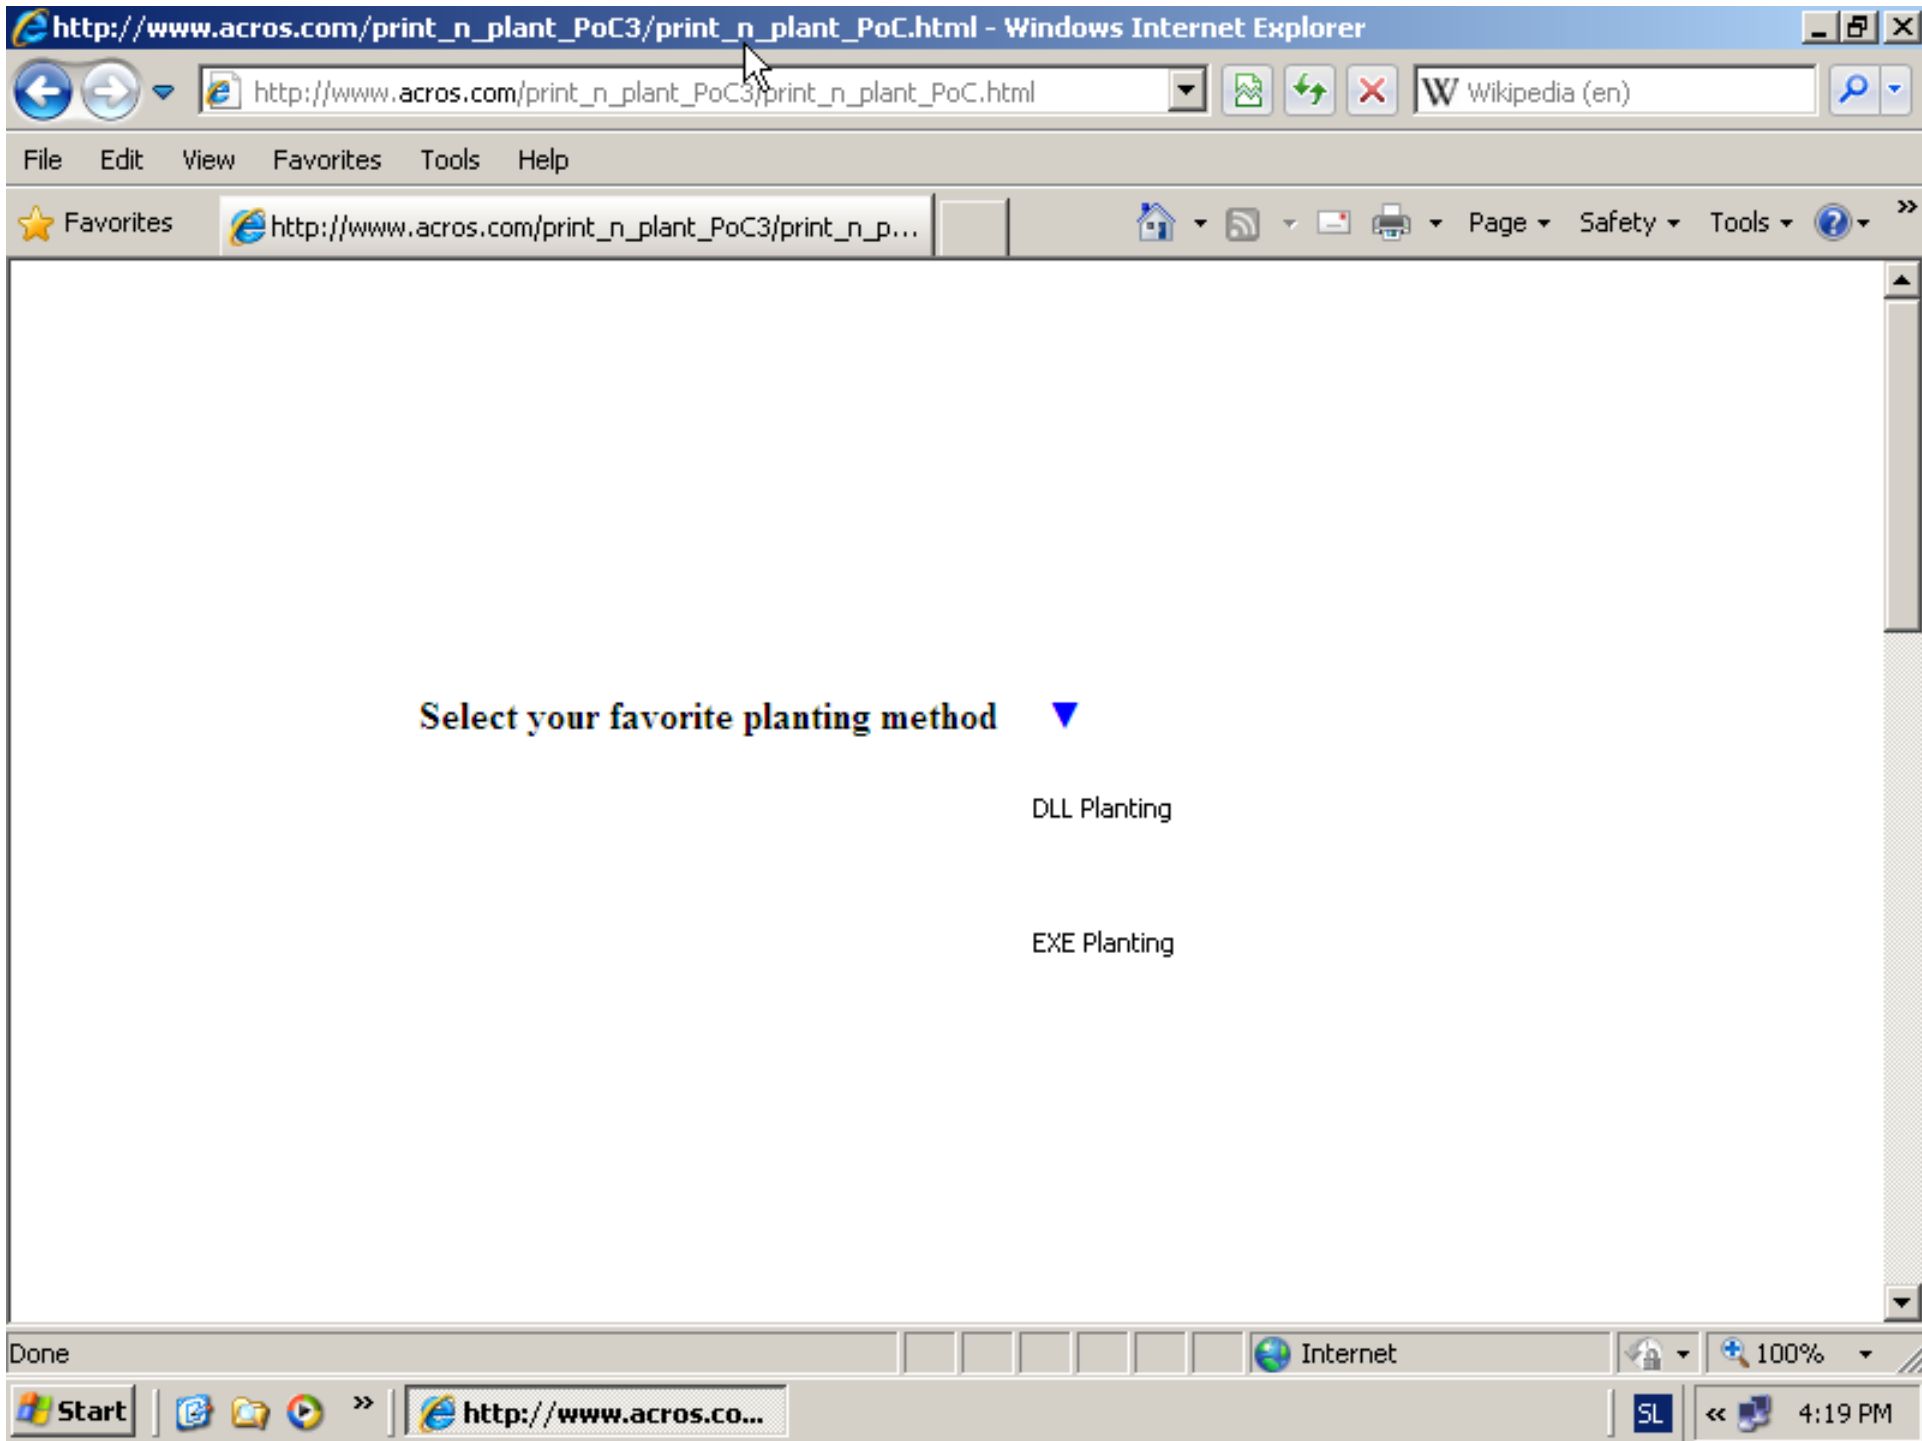 http://www.acros.com/print_n_plant_PoC3/print_n_plant_PoC.html - Windows Internet Explorer
http://www.acros.com/print_n_plant_PoC3/print_n_plant_PoC.html
W Wikipedia (en)
File Edit View Favorites Tools Help
Favorites
http://www.acros.com/print_n_plant_PoC3/print_n_p...
Page Safety Tools ? »
Select your favorite planting method ▼
DLL Planting
EXE Planting
Done
Internet
100%
Start
»
http://www.acros.co...
SL
«
4:19 PM